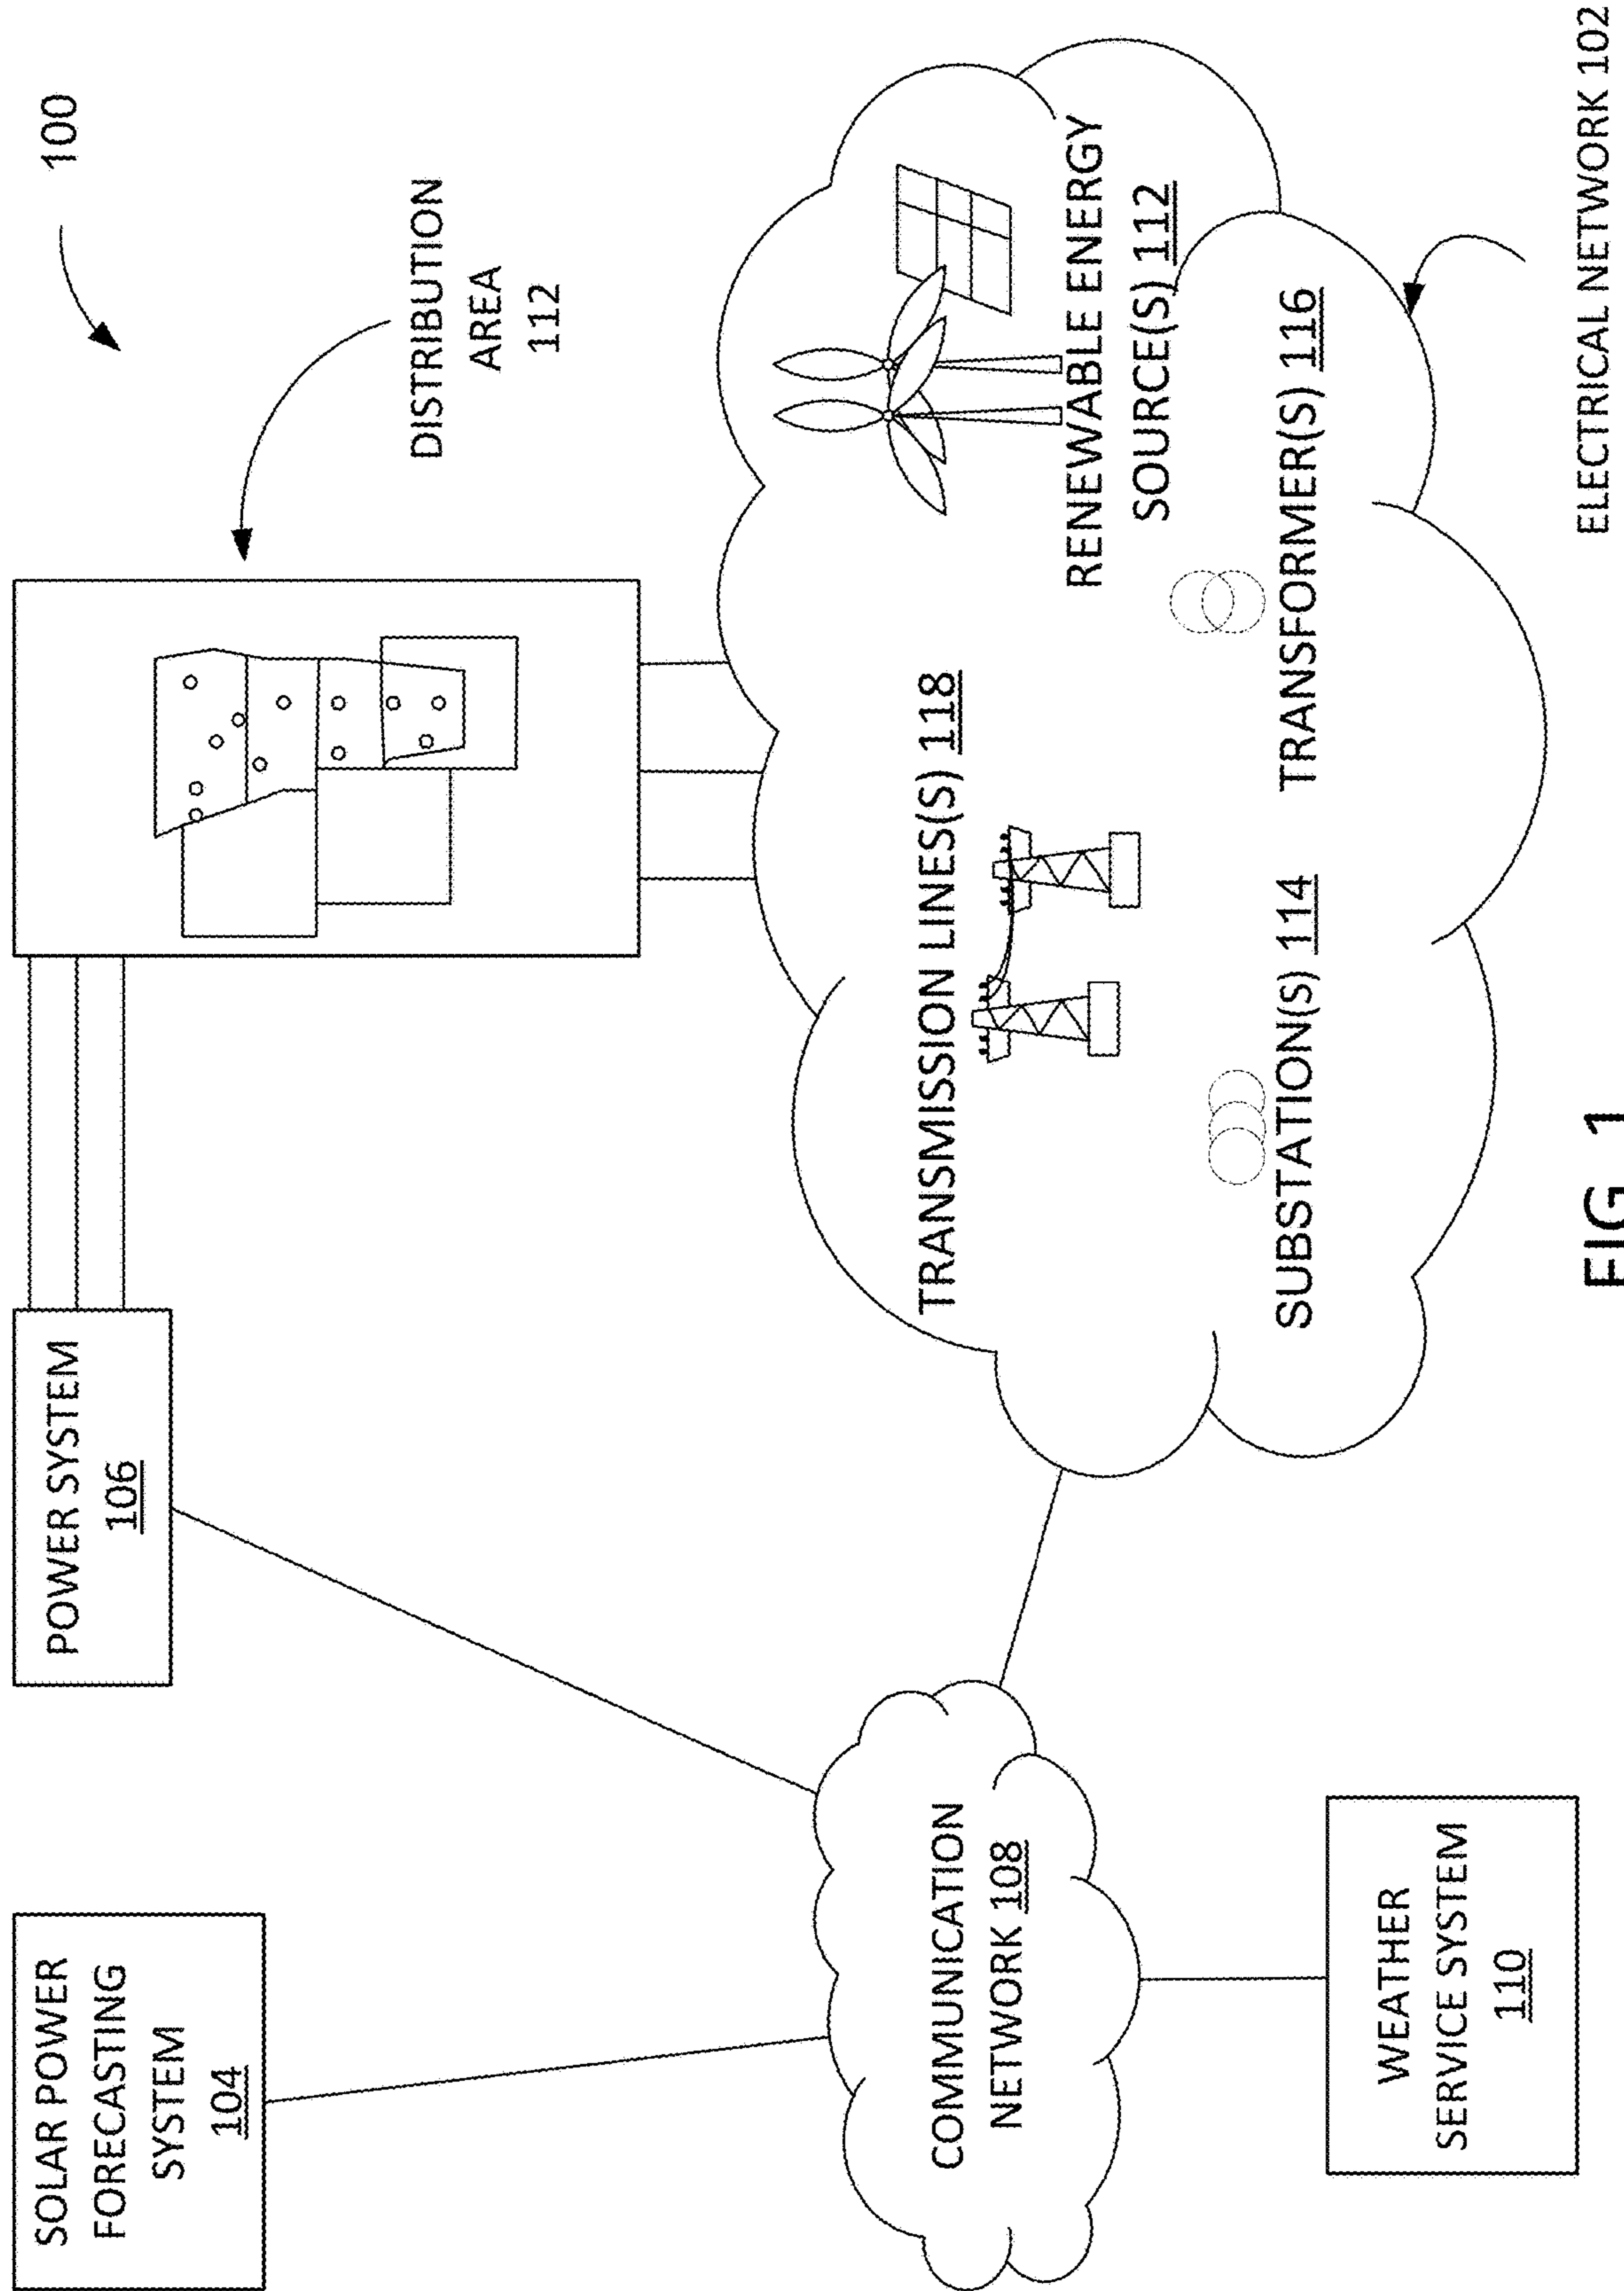 100
SOLAR POWER
FORECASTING
SYSTEM
104
POWER SYSTEM
106
DISTRIBUTION
AREA
112
COMMUNICATION
NETWORK 108
WEATHER
SERVICE SYSTEM
110
TRANSMISSION LINES(S) 118
RENEWABLE ENERGY
SOURCE(S) 112
SUBSTATION(S) 114
TRANSFORMER(S) 116
ELECTRICAL NETWORK 102
FIG. 1